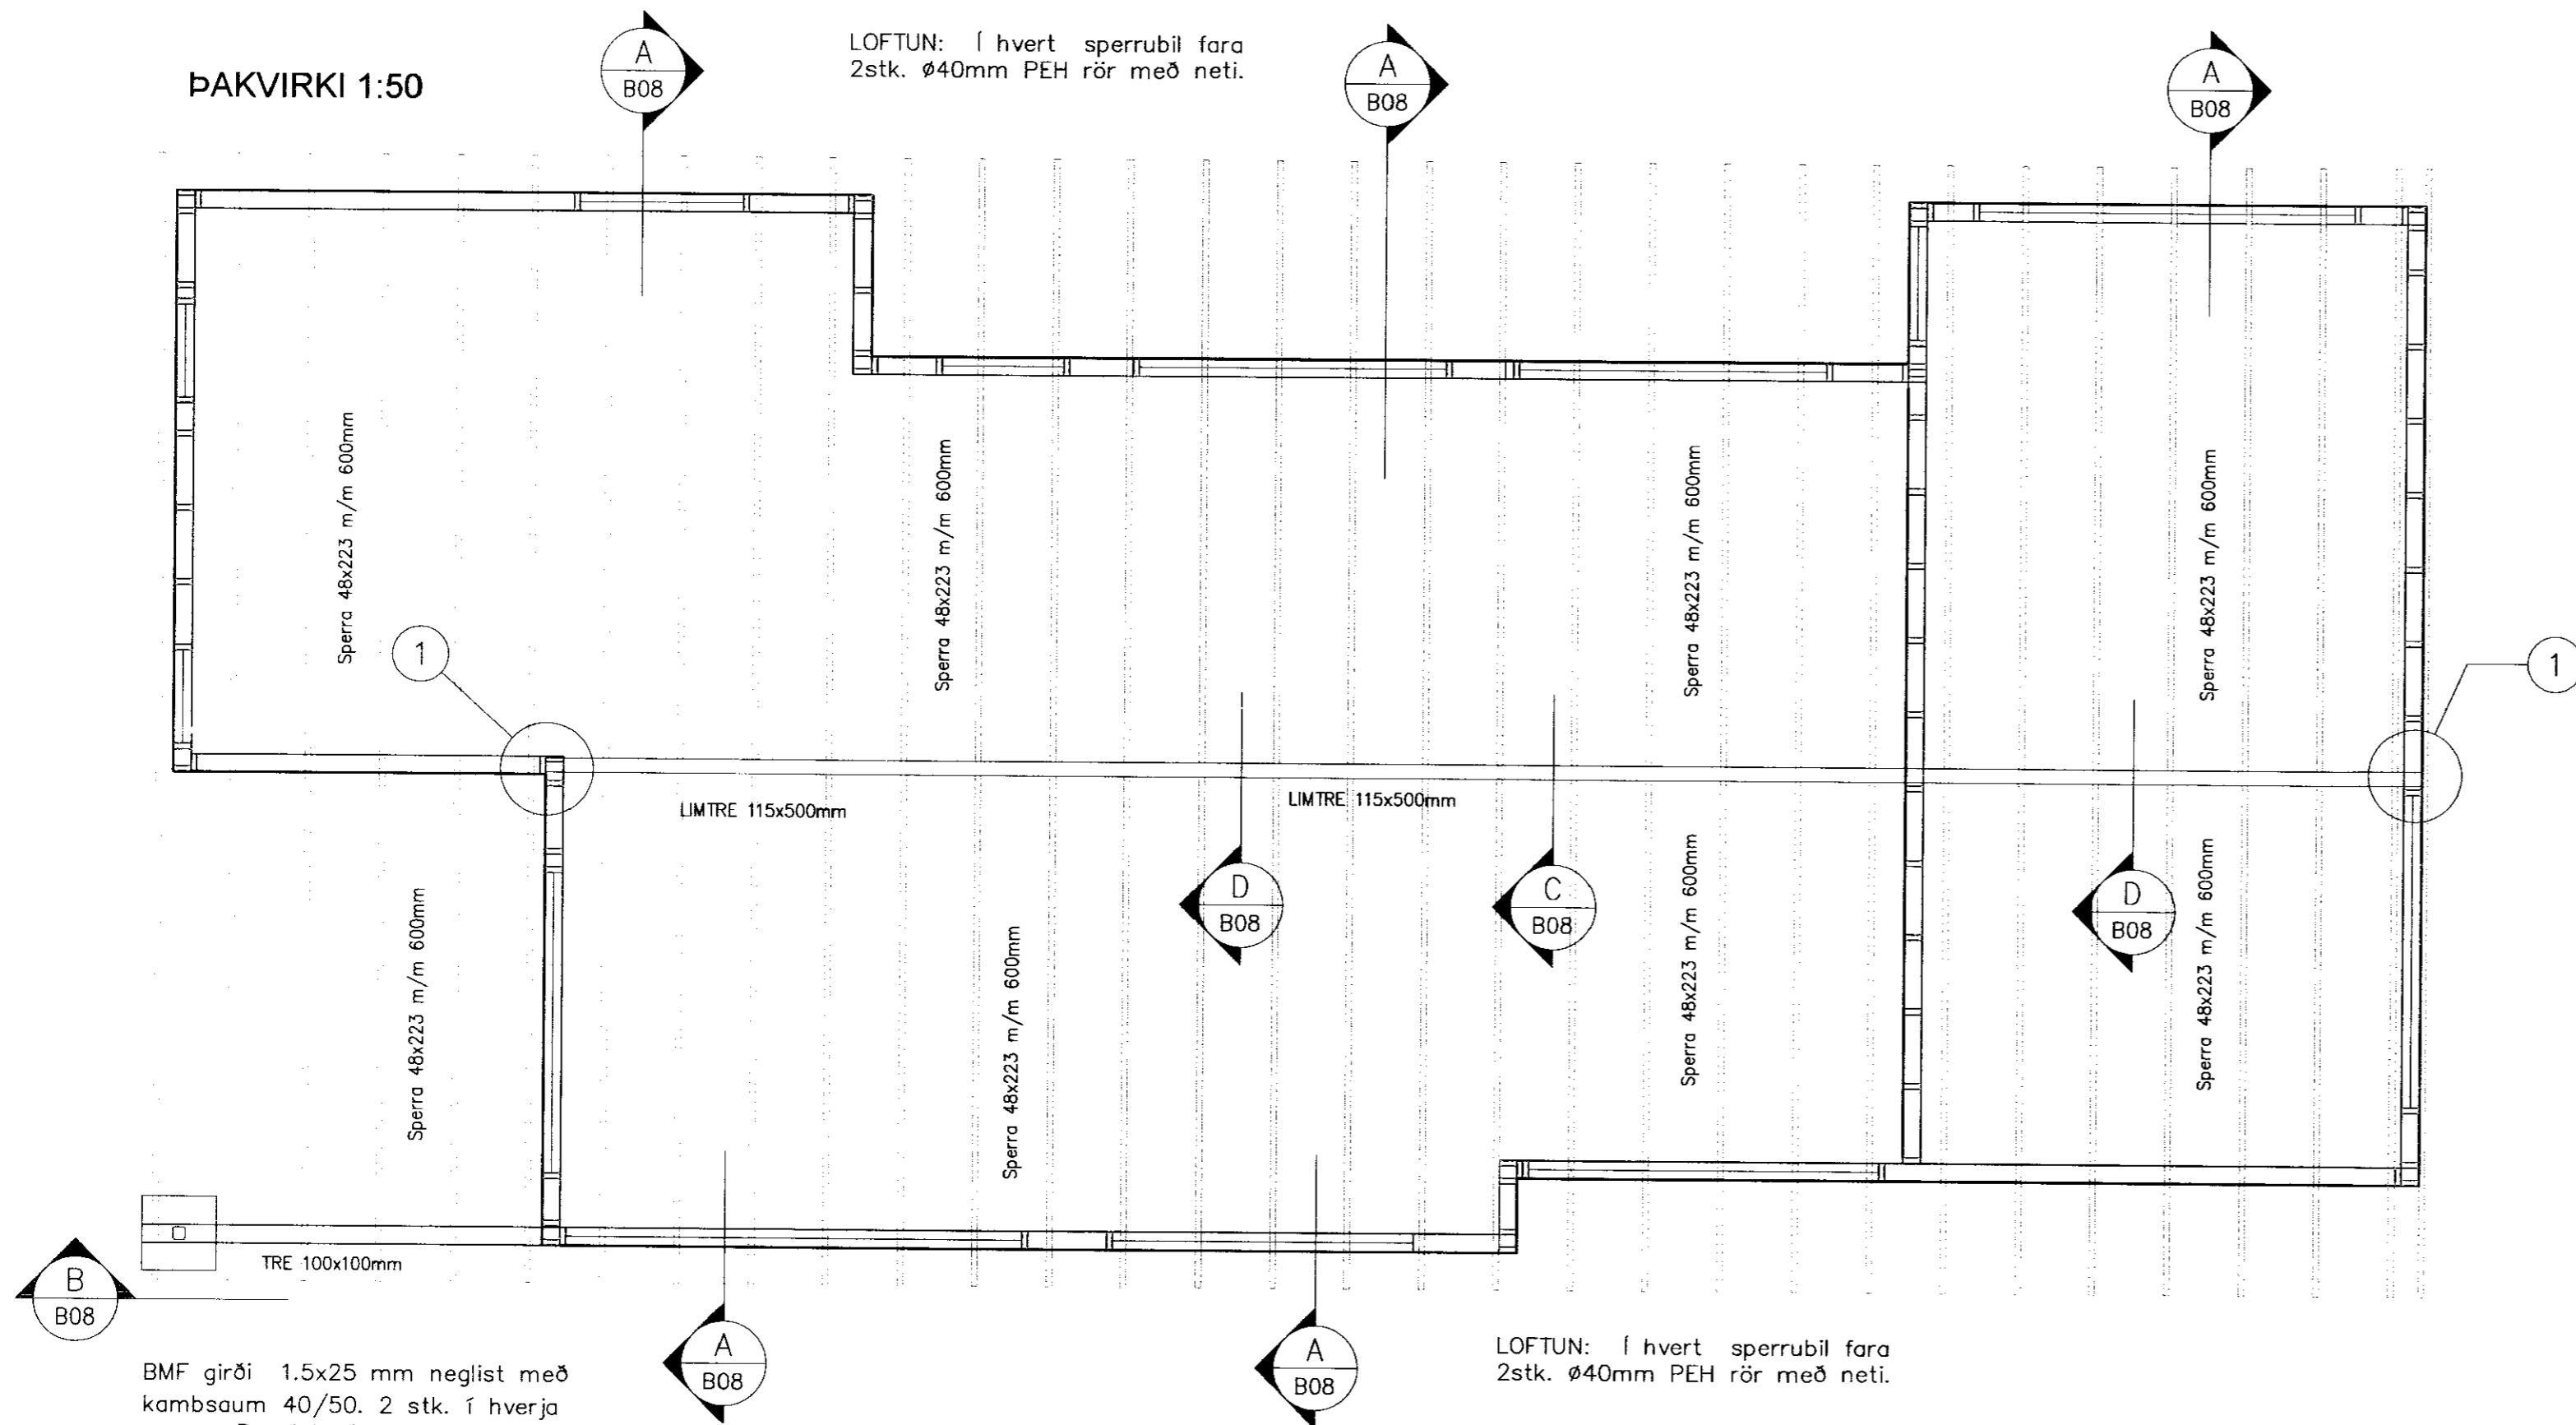 ÞAKVIRKI 1:50
A
B08
LOFTUN: Í hvert sperrubil fara
2stk. ø40mm PEH rör með neti.
A
B08
A
B08
Sperra 48x223 m/m 600mm
Sperra 48x223 m/m 600mm
Sperra 48x223 m/m 600mm
Sperra 48x223 m/m 600mm
1
1
LIMTRE 115x500mm
LIMTRE 115x500mm
Sperra 48x223 m/m 600mm
Sperra 48x223 m/m 600mm
Sperra 48x223 m/m 600mm
Sperra 48x223 m/m 600mm
D
B08
C
B08
D
B08
TRE 100x100mm
B
B08
A
B08
A
B08
LOFTUN: Í hvert sperrubil fara
2stk. ø40mm PEH rör með neti.
BMF girði 1.5x25 mm neglist með
kambsaum 40/50. 2 stk. í hverja